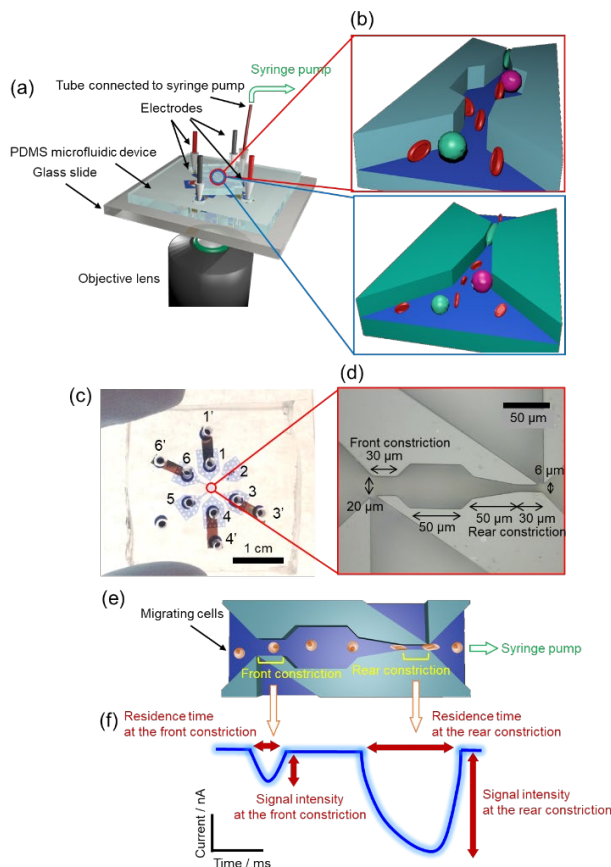 (a)
Tube connected to syringe pump
Syringe pump
Electrodes
PDMS microfluidic device
Glass slide
Objective lens
(b)
(c)
1'
6'
6
1
2
5
3
4
3'
4'
1 cm
(d)
50 μm
Front constriction
30 μm
6 μm
20 μm
50 μm
50 μm
30 μm
Rear constriction
(e)
Migrating cells
Syringe pump
Front constriction
Rear constriction
(f)
Residence time
at the front constriction
Residence time
at the rear constriction
Signal intensity
at the front constriction
Signal intensity
at the rear constriction
Current / nA
Time / ms